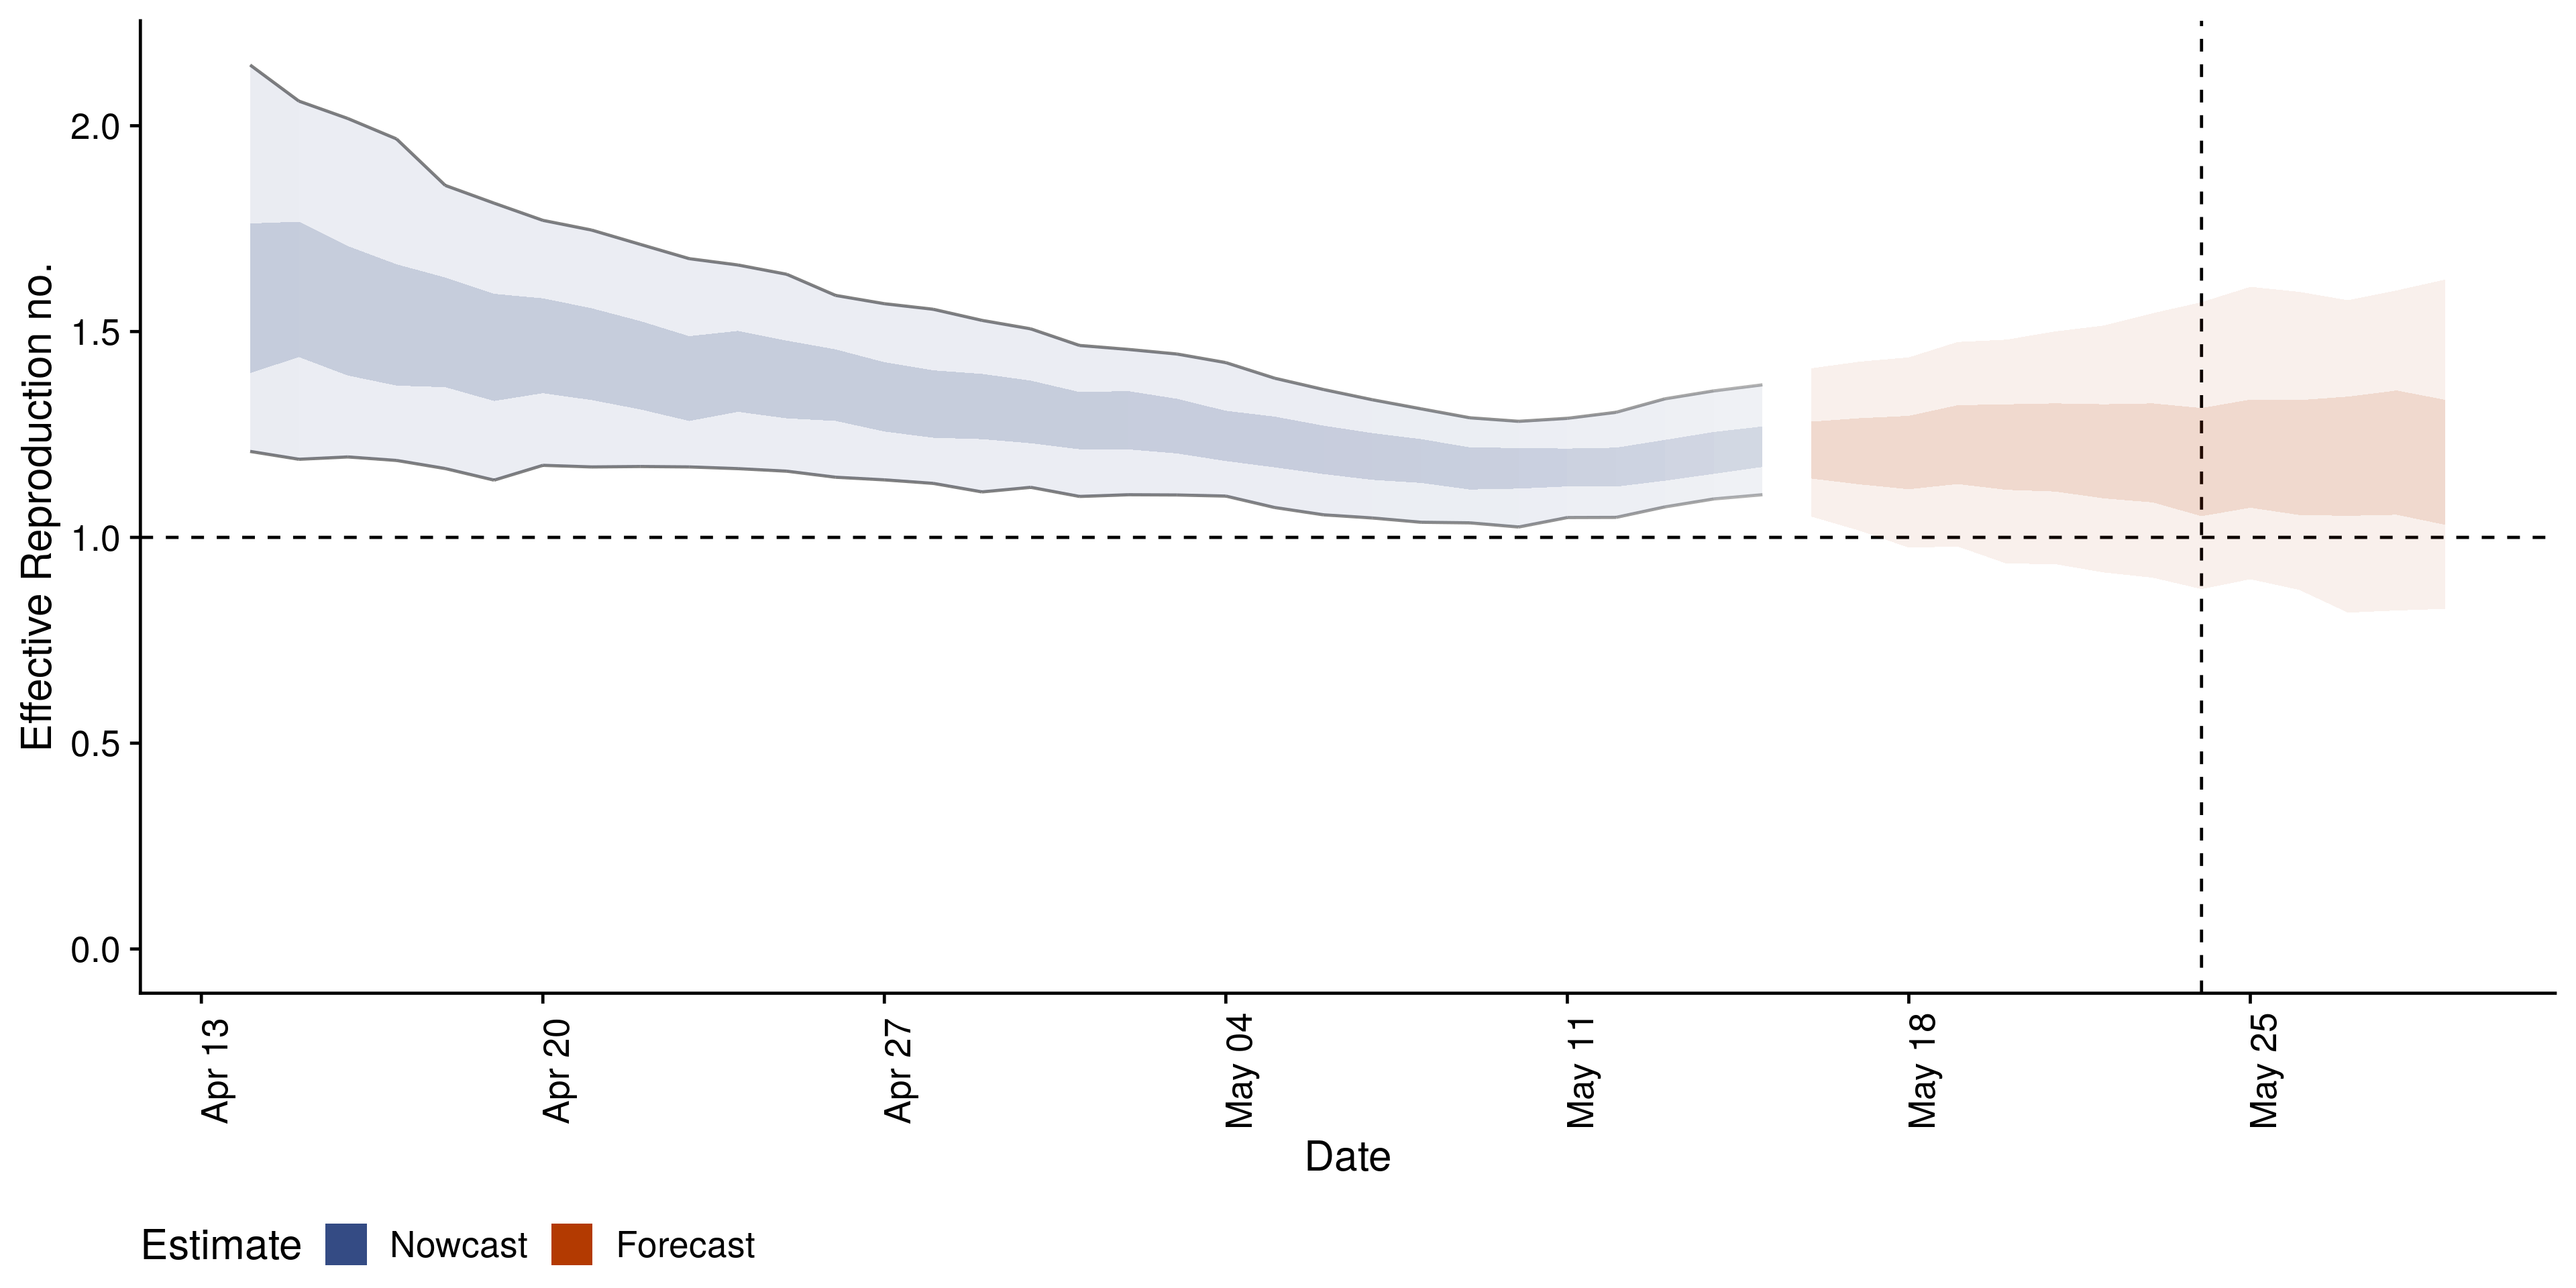 Effective Reproduction no.
2.0
1.5
1.0
0.5
0.0
Apr 13
Apr 20
Apr 27
May 04
May 11
May 18
May 25
Date
Estimate Nowcast Forecast